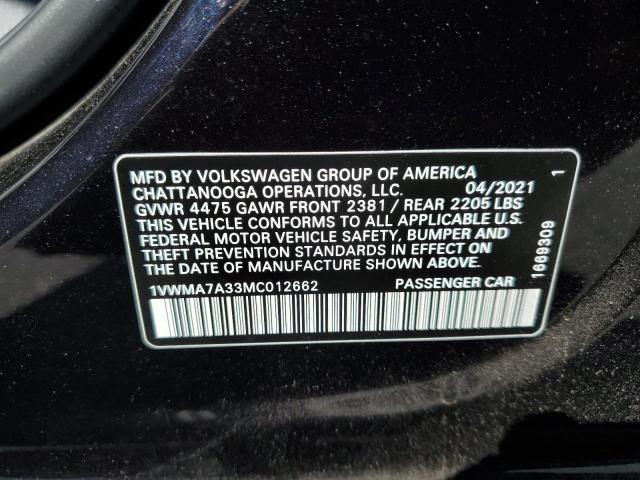 MFD BY VOLKSWAGEN GROUP OF AMERICA
CHATTANOOGA OPERATIONS, LLC. 04/2021
GVWR 4475 GAWR FRONT 2381 / REAR 2205 LBS
THIS VEHICLE CONFORMS TO ALL APPLICABLE U.S.
FEDERAL MOTOR VEHICLE SAFETY, BUMPER AND
THEFT PREVENTION STANDARDS IN EFFECT ON
THE DATE OF MANUFACTURE SHOWN ABOVE.
1VWMA7A33MC012662 PASSENGER CAR
1669309 1